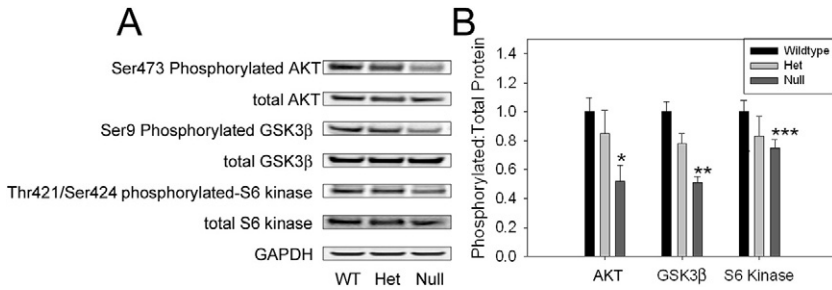 A
Ser473 Phosphorylated AKT
total AKT
Ser9 Phosphorylated GSK3β
total GSK3β
Thr421/Ser424 phosphorylated-S6 kinase
total S6 kinase
GAPDH
WT Het Null
B
Phosphorylated:Total Protein
1.4
1.2
1.0
0.8
0.6
0.4
0.2
0.0
Wildtype
Het
Null
*
**
***
AKT GSK3β S6 Kinase